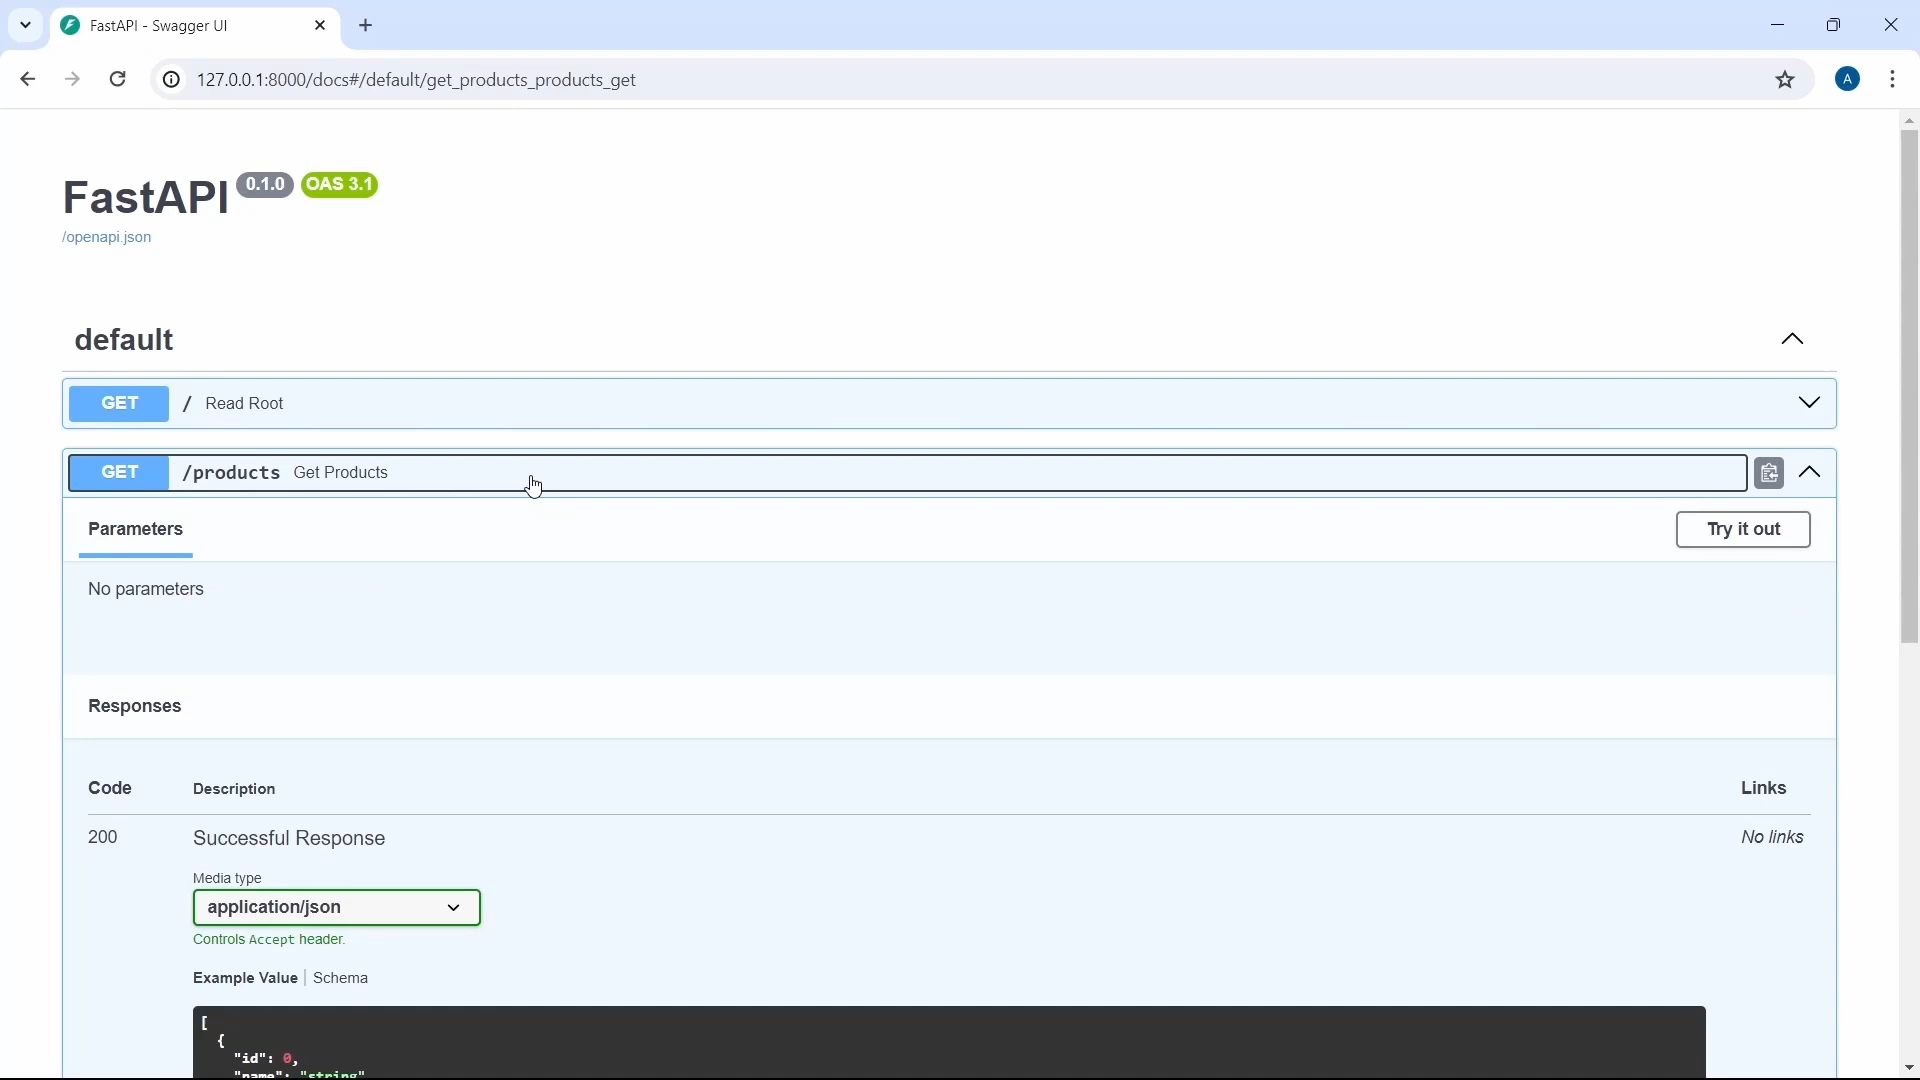 FastAPI - Swagger UI
127.0.0.1:8000/docs#/default/get_products_products_get
A
FastAPI 0.1.0 OAS 3.1
/openapi.json
default
GET / Read Root
GET /products Get Products
Parameters
Try it out
No parameters
Responses
Code Description Links
200 Successful Response No links
Media type
application/json
Controls Accept header.
Example Value Schema
[
{
"id": 0,
"name": "string"